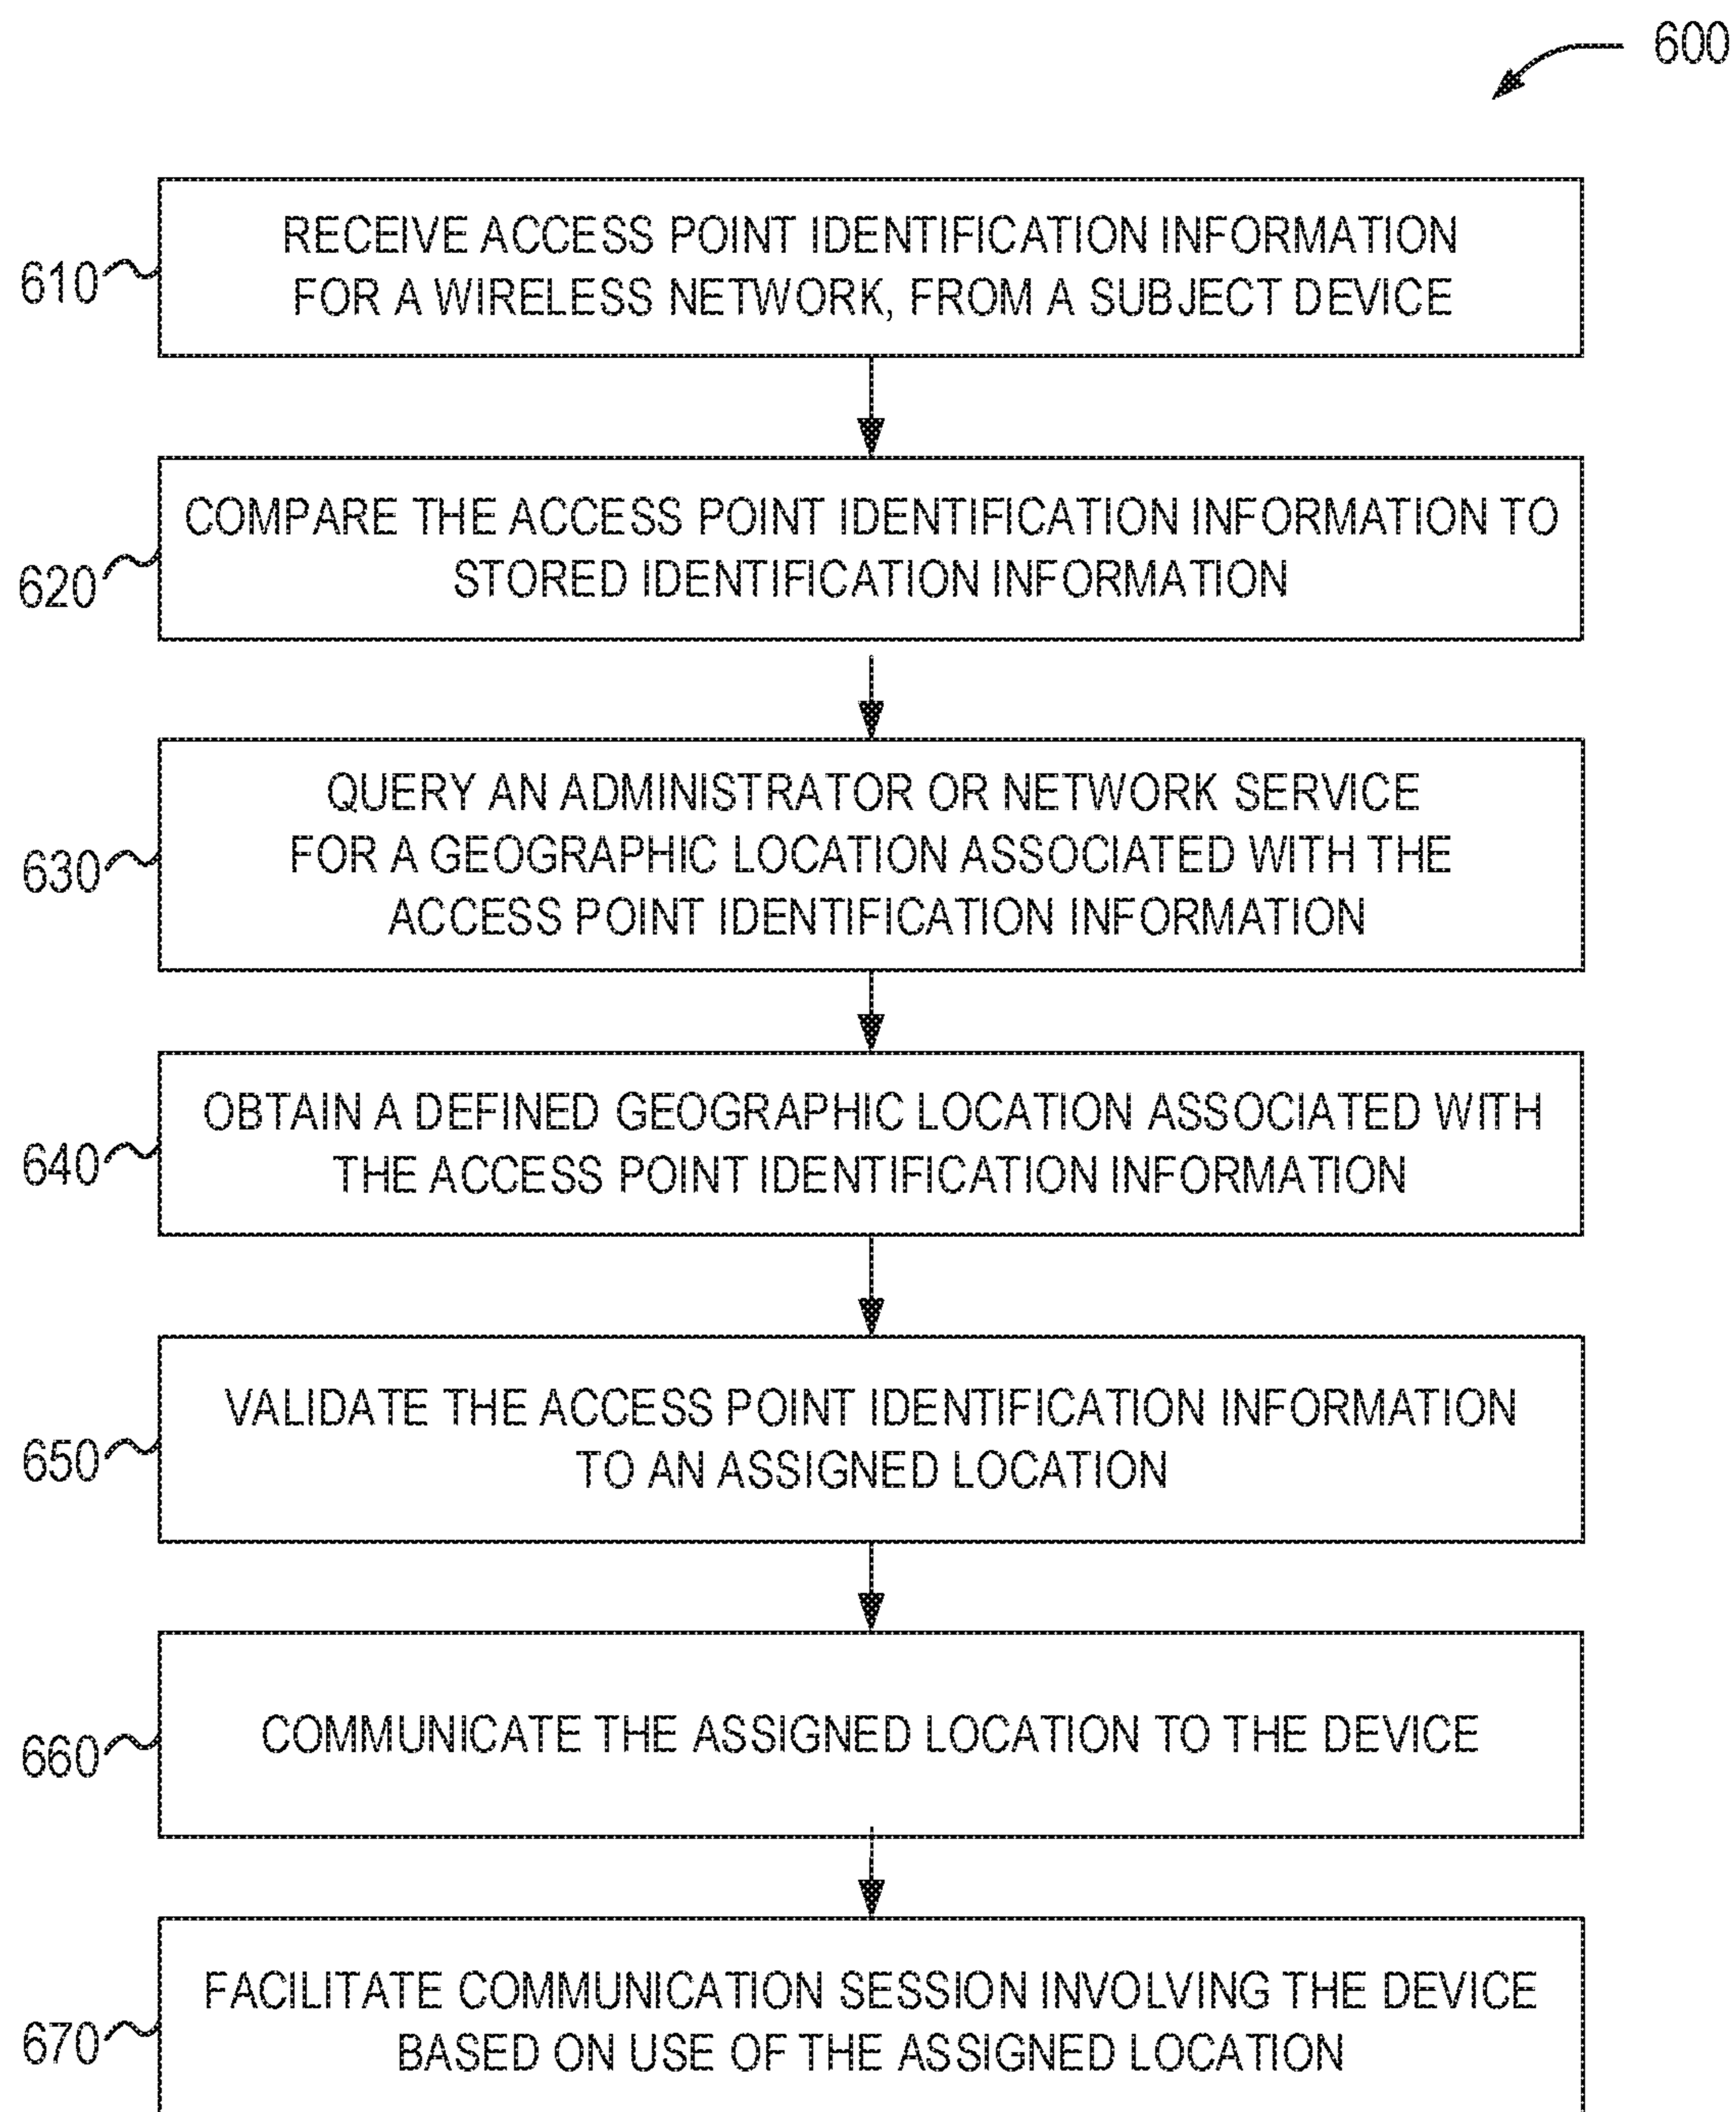 600
610
RECEIVE ACCESS POINT IDENTIFICATION INFORMATION
FOR A WIRELESS NETWORK, FROM A SUBJECT DEVICE
620
COMPARE THE ACCESS POINT IDENTIFICATION INFORMATION TO
STORED IDENTIFICATION INFORMATION
630
QUERY AN ADMINISTRATOR OR NETWORK SERVICE
FOR A GEOGRAPHIC LOCATION ASSOCIATED WITH THE
ACCESS POINT IDENTIFICATION INFORMATION
640
OBTAIN A DEFINED GEOGRAPHIC LOCATION ASSOCIATED WITH
THE ACCESS POINT IDENTIFICATION INFORMATION
650
VALIDATE THE ACCESS POINT IDENTIFICATION INFORMATION
TO AN ASSIGNED LOCATION
660
COMMUNICATE THE ASSIGNED LOCATION TO THE DEVICE
670
FACILITATE COMMUNICATION SESSION INVOLVING THE DEVICE
BASED ON USE OF THE ASSIGNED LOCATION